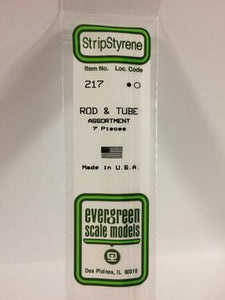 StripStyrene
Item No. Loc. Code
217
ROD & TUBE
ASSORTMENT
7 Pieces
Made In U.S.A.
evergreen
scale models
Des Plaines, IL 60018